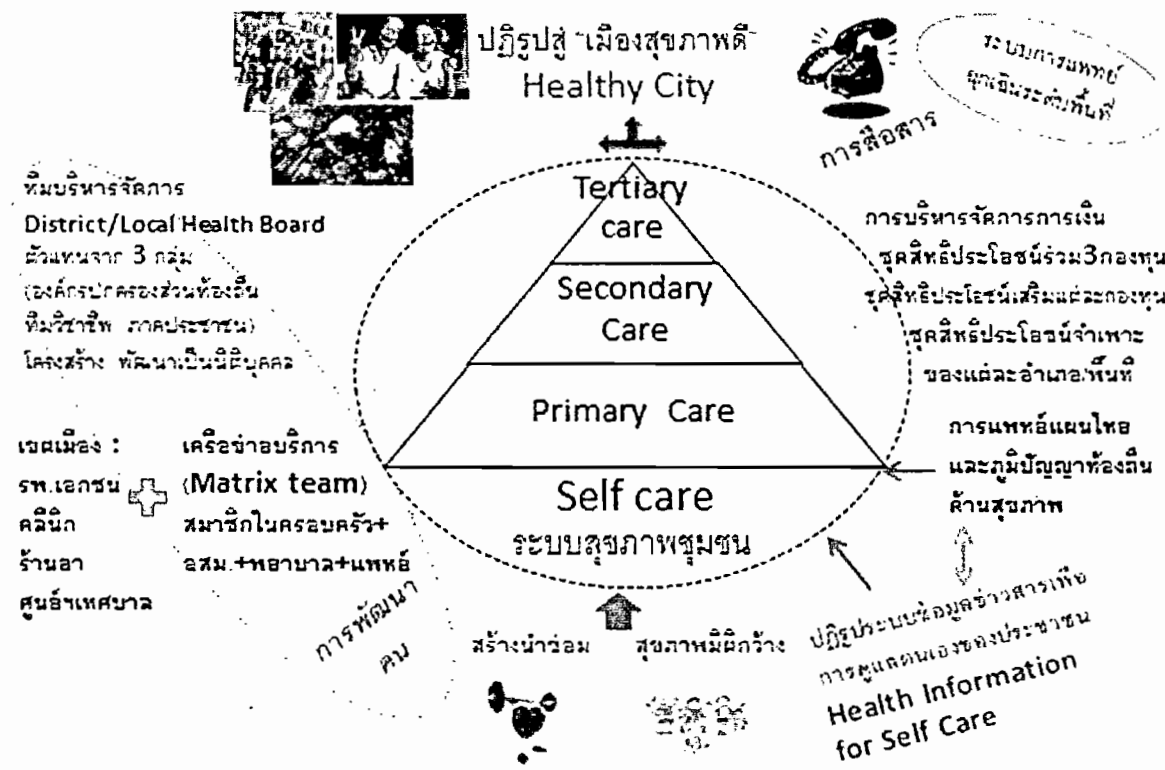 ปฏิรูปสู่ "เมืองสุขภาพดี"
Healthy City
ระบบการแพทย์
ฉุกเฉินระดับพื้นที่
การสื่อสาร
ทีมบริหารจัดการ
District/Local Health Board
ตัวแทนจาก 3 กลุ่ม
(องค์กรปกครองส่วนท้องถิ่น
ทีมวิชาชีพ ภาคประชาชน)
โครงสร้าง พัฒนาเป็นนิติบุคคล
Tertiary
care
Secondary
Care
Primary Care
Self care
ระบบสุขภาพชุมชน
การบริหารจัดการการเงิน
ชุดสิทธิประโยชน์ร่วม3กองทุน
ชุดสิทธิประโยชน์เสริมแต่ละกองทุน
ชุดสิทธิประโยชน์จำเพาะ
ของแต่ละอำเภอ/พื้นที่
การแพทย์แผนไทย
และภูมิปัญญาท้องถิ่น
ด้านสุขภาพ
เขตเมือง :
รพ.เอกชน
คลินิก
ร้านยา
ศูนย์ฯเทศบาล
เครือข่ายบริการ
(Matrix team)
สมาชิกในครอบครัว+
อสม.+พยาบาล+แพทย์
การพัฒนา
คน
สร้างนำซ่อม
สุขภาพมิติกว้าง
ปฏิรูประบบข้อมูลข่าวสารเพื่อ
การดูแลตนเองของประชาชน
Health Information
for Self Care